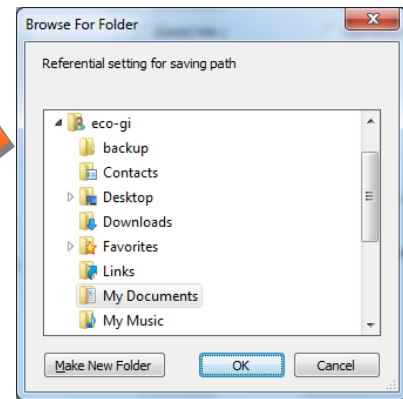 Browse For Folder
Referential setting for saving path
eco-gi
backup
Contacts
Desktop
Downloads
Favorites
Links
My Documents
My Music
Make New Folder
OK
Cancel